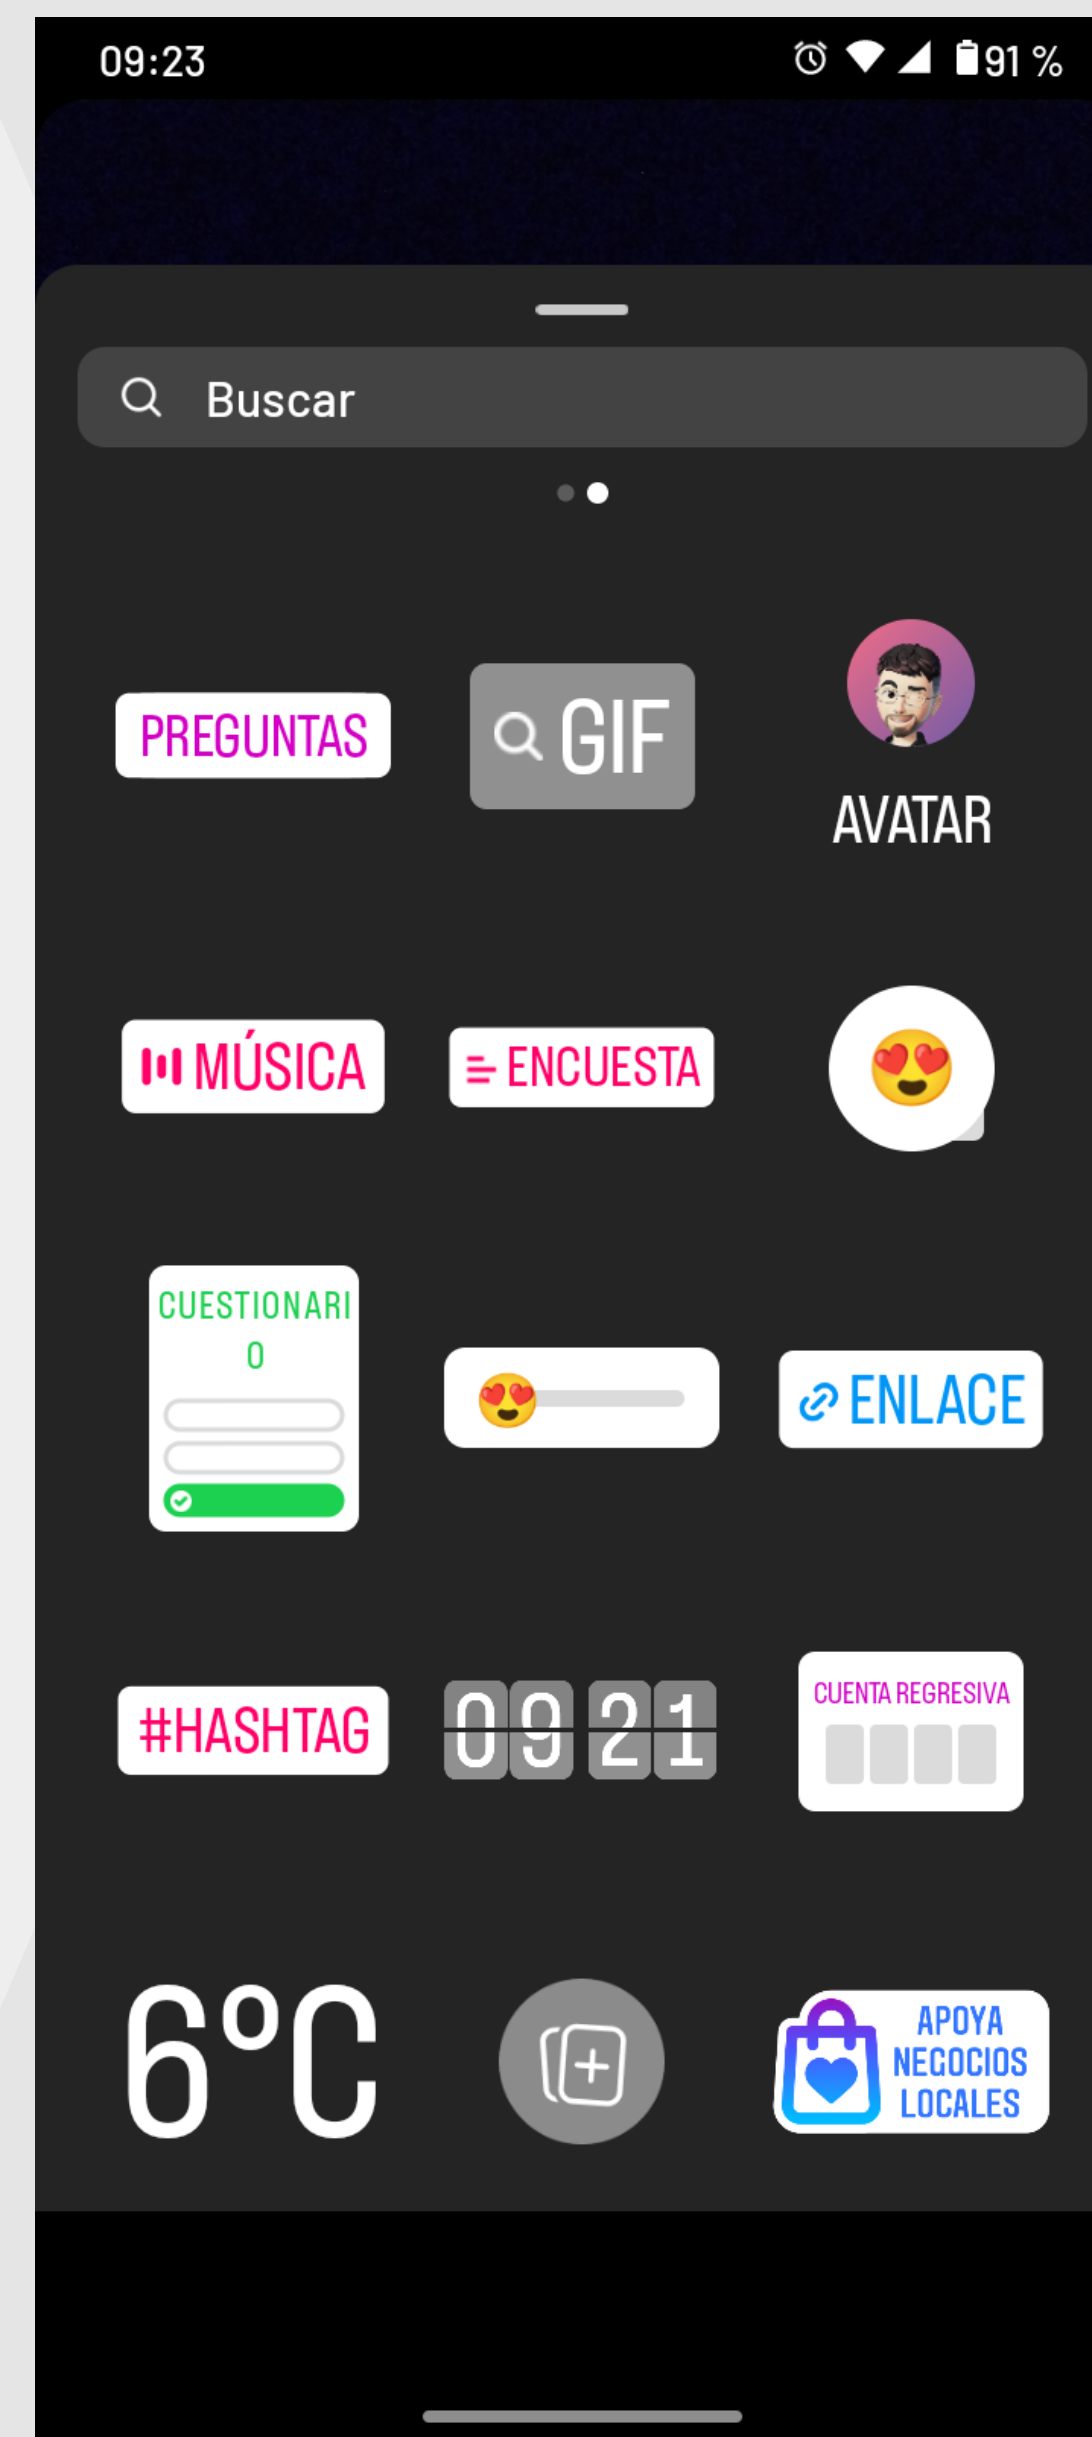 09:23
91 %
Buscar
PREGUNTAS
GIF
AVATAR
MÚSICA
ENCUESTA
CUESTIONARI
O
ENLACE
#HASHTAG
09 21
CUENTA REGRESIVA
6°C
APOYA
NEGOCIOS
LOCALES